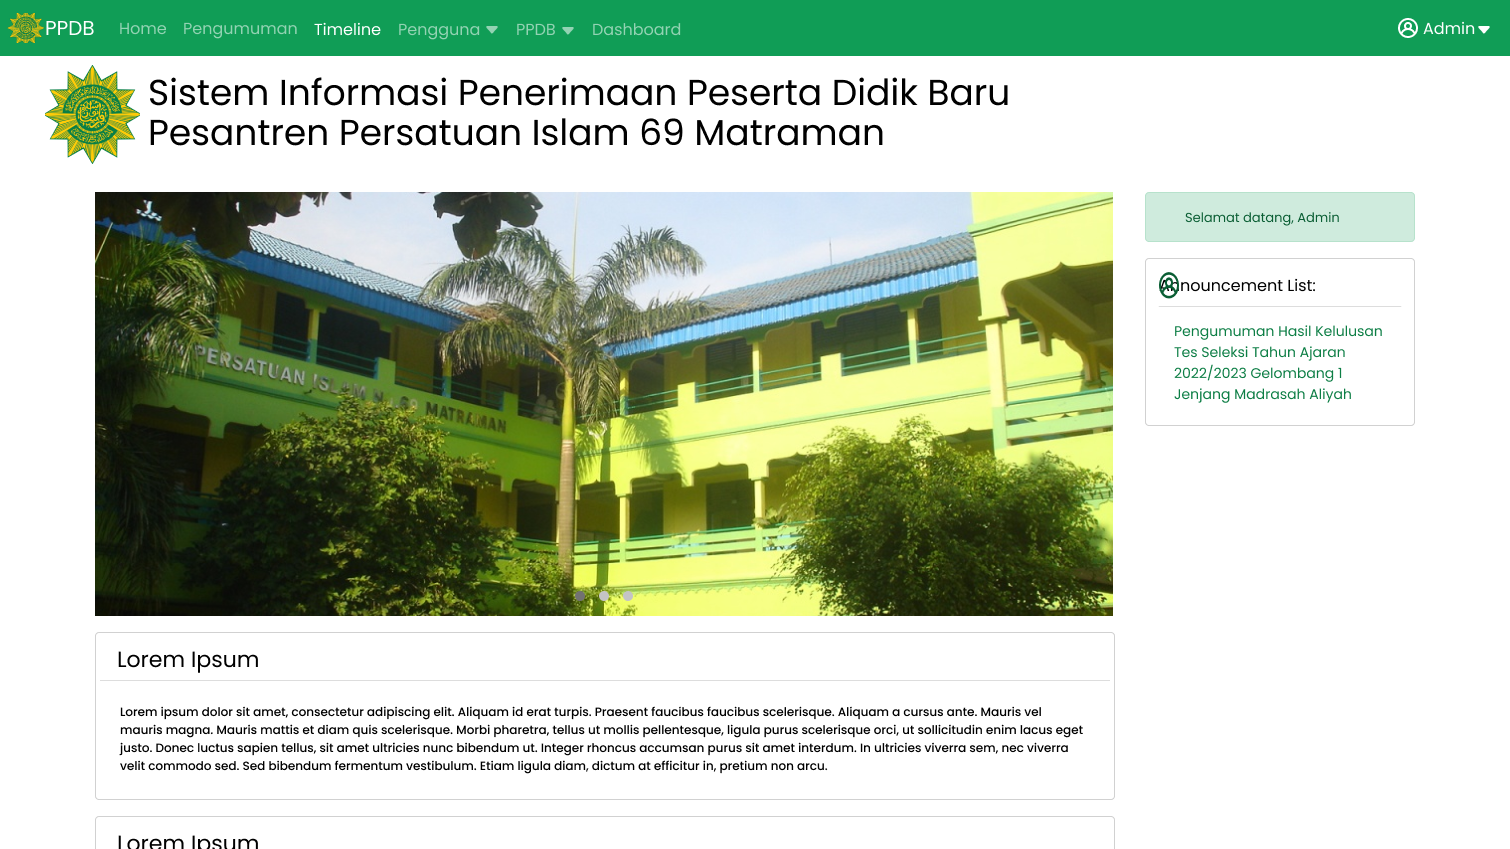 PPDB Home Pengumuman Timeline Pengguna PPDB Dashboard Admin
Sistem Informasi Penerimaan Peserta Didik Baru
Pesantren Persatuan Islam 69 Matraman
PERSATUAN ISLAM No. 69 MATRAMAN
Selamat datang, Admin
Announcement List:
Pengumuman Hasil Kelulusan
Tes Seleksi Tahun Ajaran
2022/2023 Gelombang 1
Jenjang Madrasah Aliyah
Lorem Ipsum
Lorem ipsum dolor sit amet, consectetur adipiscing elit. Aliquam id erat turpis. Praesent faucibus faucibus scelerisque. Aliquam a cursus ante. Mauris vel
mauris magna. Mauris mattis et diam quis scelerisque. Morbi pharetra, tellus ut mollis pellentesque, ligula purus scelerisque orci, ut sollicitudin enim lacus eget
justo. Donec luctus sapien tellus, sit amet ultricies nunc bibendum ut. Integer rhoncus accumsan purus sit amet interdum. In ultricies viverra sem, nec viverra
velit commodo sed. Sed bibendum fermentum vestibulum. Etiam ligula diam, dictum at efficitur in, pretium non arcu.
Lorem Ipsum